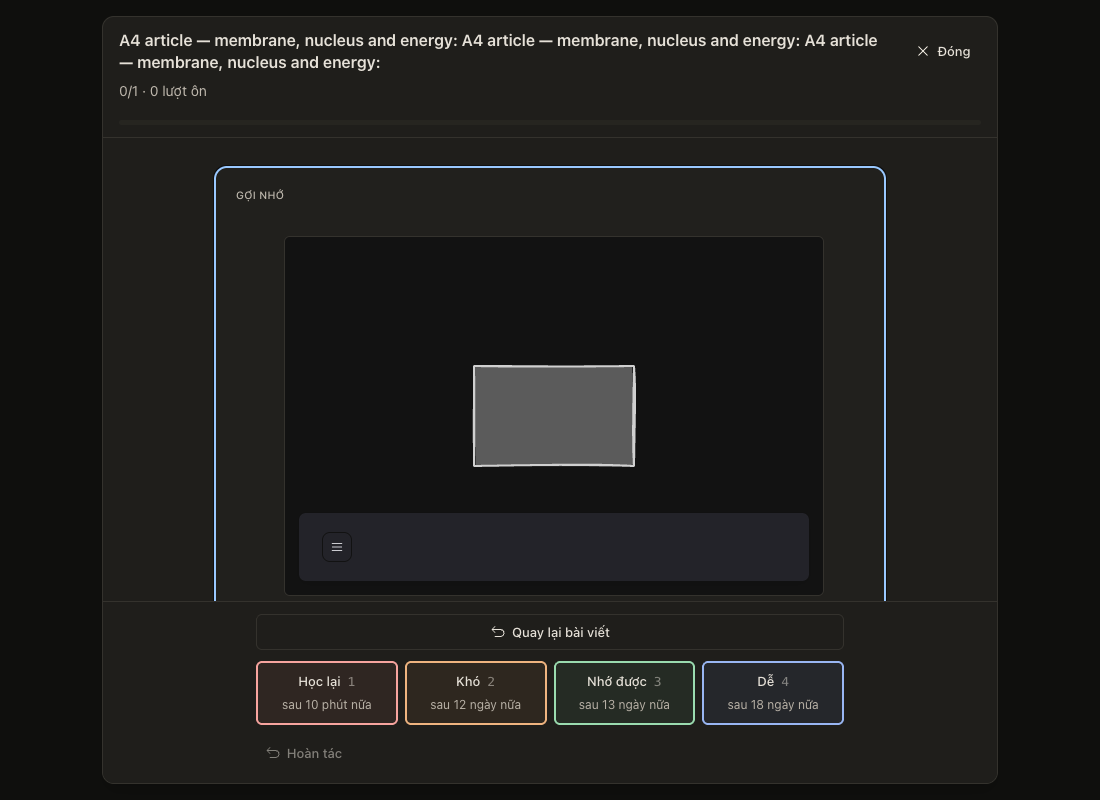 A4 article — membrane, nucleus and energy: A4 article — membrane, nucleus and energy: A4 article
— membrane, nucleus and energy:
Đóng
0/1 · 0 lượt ôn
GỢI NHỚ
Quay lại bài viết
Học lại 1
sau 10 phút nữa
Khó 2
sau 12 ngày nữa
Nhớ được 3
sau 13 ngày nữa
Dễ 4
sau 18 ngày nữa
Hoàn tác